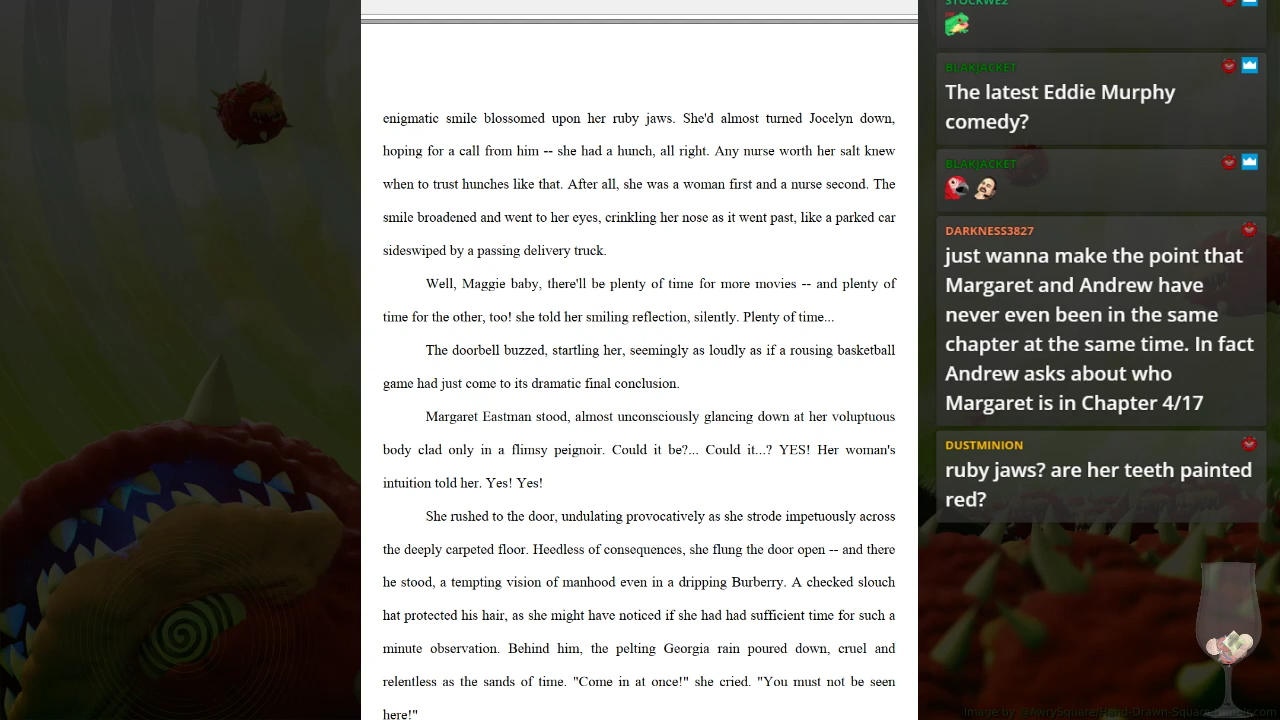 enigmatic smile blossomed upon her ruby jaws. She'd almost turned Jocelyn down,
hoping for a call from him -- she had a hunch, all right. Any nurse worth her salt knew
when to trust hunches like that. After all, she was a woman first and a nurse second. The
smile broadened and went to her eyes, crinkling her nose as it went past, like a parked car
sideswiped by a passing delivery truck.
Well, Maggie baby, there'll be plenty of time for more movies -- and plenty of
time for the other, too! she told her smiling reflection, silently. Plenty of time...
The doorbell buzzed, startling her, seemingly as loudly as if a rousing basketball
game had just come to its dramatic final conclusion.
Margaret Eastman stood, almost unconsciously glancing down at her voluptuous
body clad only in a flimsy peignoir. Could it be?... Could it...? YES! Her woman's
intuition told her. Yes! Yes!
She rushed to the door, undulating provocatively as she strode impetuously across
the deeply carpeted floor. Heedless of consequences, she flung the door open -- and there
he stood, a tempting vision of manhood even in a dripping Burberry. A checked slouch
hat protected his hair, as she might have noticed if she had had sufficient time for such a
minute observation. Behind him, the pelting Georgia rain poured down, cruel and
relentless as the sands of time. "Come in at once!" she cried. "You must not be seen
here!"
STOCKWEZ
BLAKJACKET
The latest Eddie Murphy
comedy?
BLAKJACKET
DARKNESS3827
just wanna make the point that
Margaret and Andrew have
never even been in the same
chapter at the same time. In fact
Andrew asks about who
Margaret is in Chapter 4/17
DUSTMINION
ruby jaws? are her teeth painted
red?
Image by